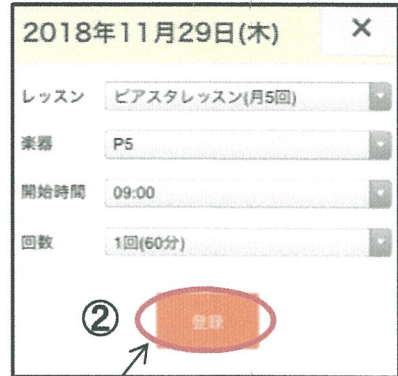 2018年11月29日(木) ×
レッスン ピアスタレッスン(月5回)
楽器 P5
開始時間 09:00
回数 1回(60分)
② 登録